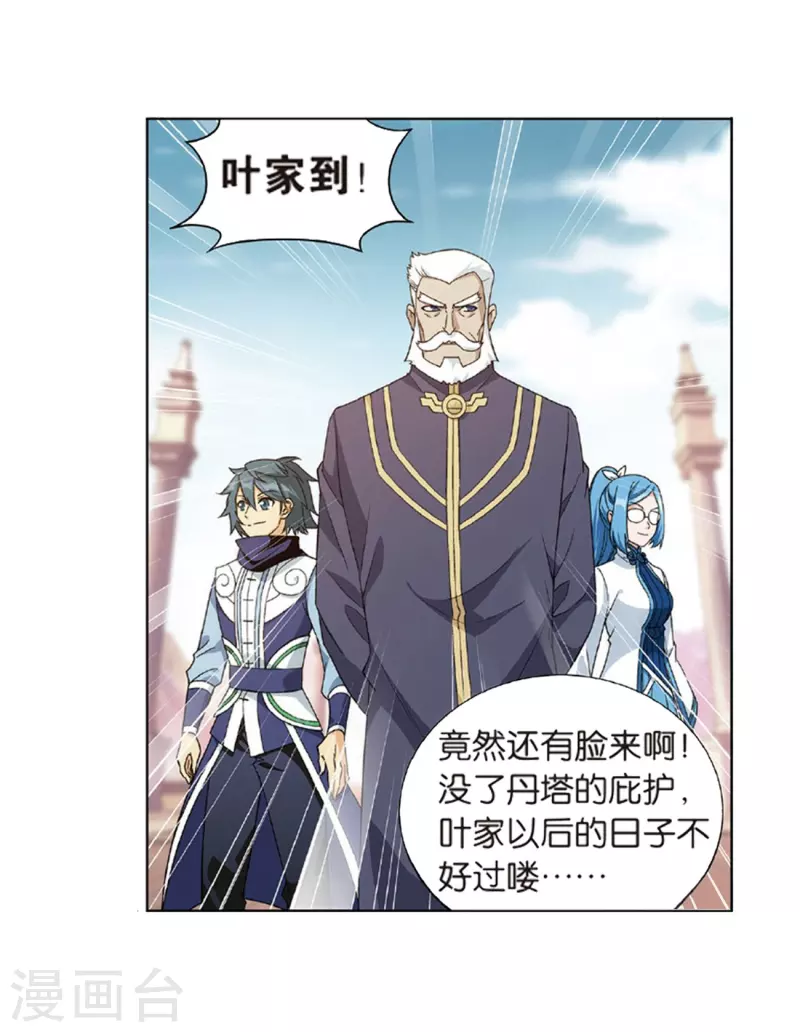 叶家到！
竟然还有脸来啊！
没了丹塔的庇护，
叶家以后的日子不
好过喽……
漫画台